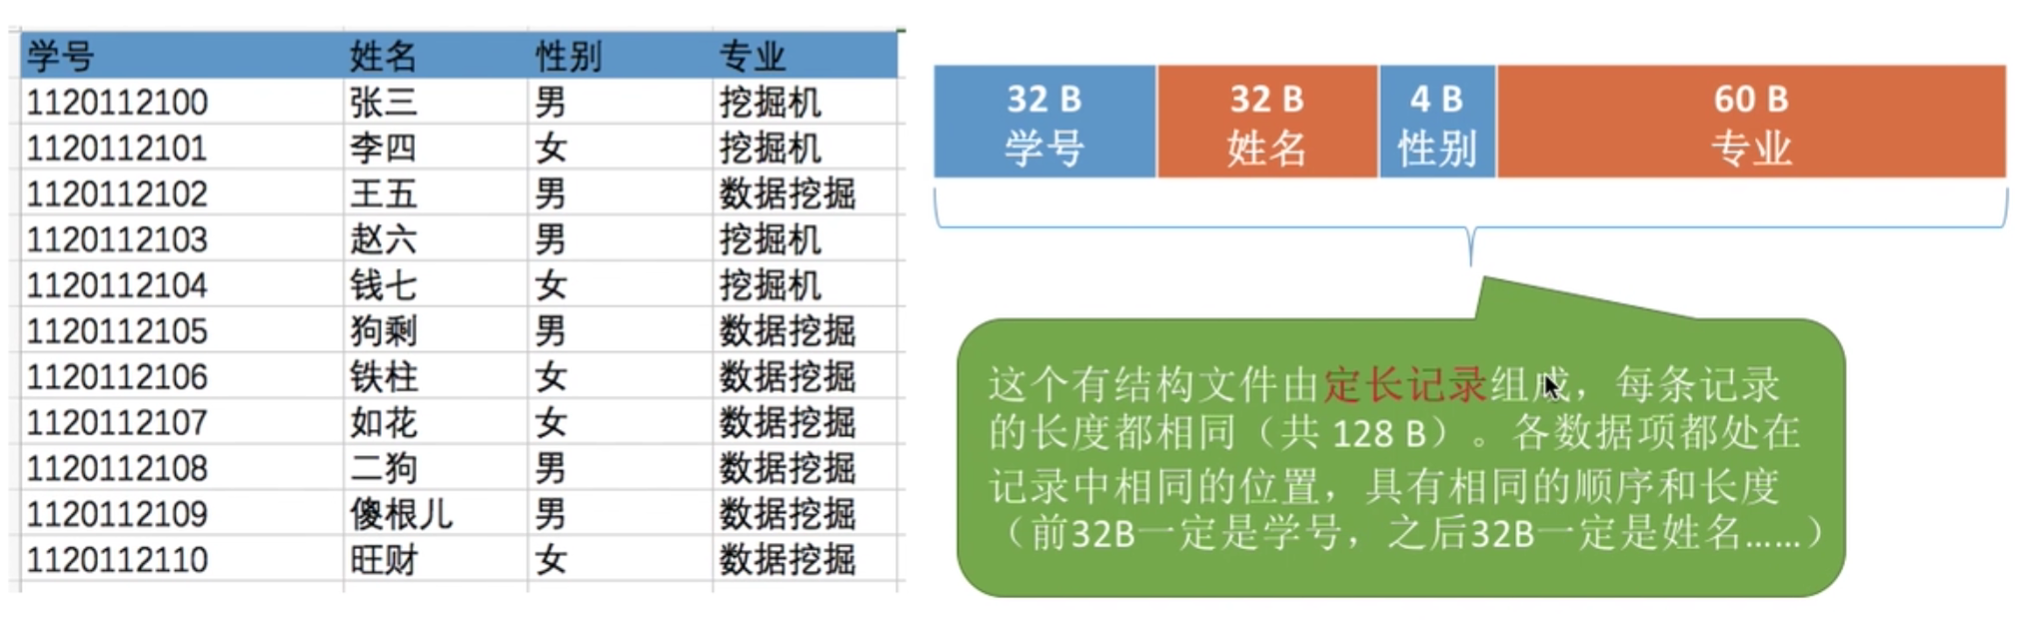 学号 姓名 性别 专业
1120112100 张三 男 挖掘机
1120112101 李四 女 挖掘机
1120112102 王五 男 数据挖掘
1120112103 赵六 男 挖掘机
1120112104 钱七 女 挖掘机
1120112105 狗剩 男 数据挖掘
1120112106 铁柱 女 数据挖掘
1120112107 如花 女 数据挖掘
1120112108 二狗 男 数据挖掘
1120112109 傻根儿 男 数据挖掘
1120112110 旺财 女 数据挖掘
32 B 32 B 4 B 60 B
学号 姓名 性别 专业
这个有结构文件由定长记录组成，每条记录
的长度都相同（共 128 B）。各数据项都处在
记录中相同的位置，具有相同的顺序和长度
（前32B一定是学号，之后32B一定是姓名……）